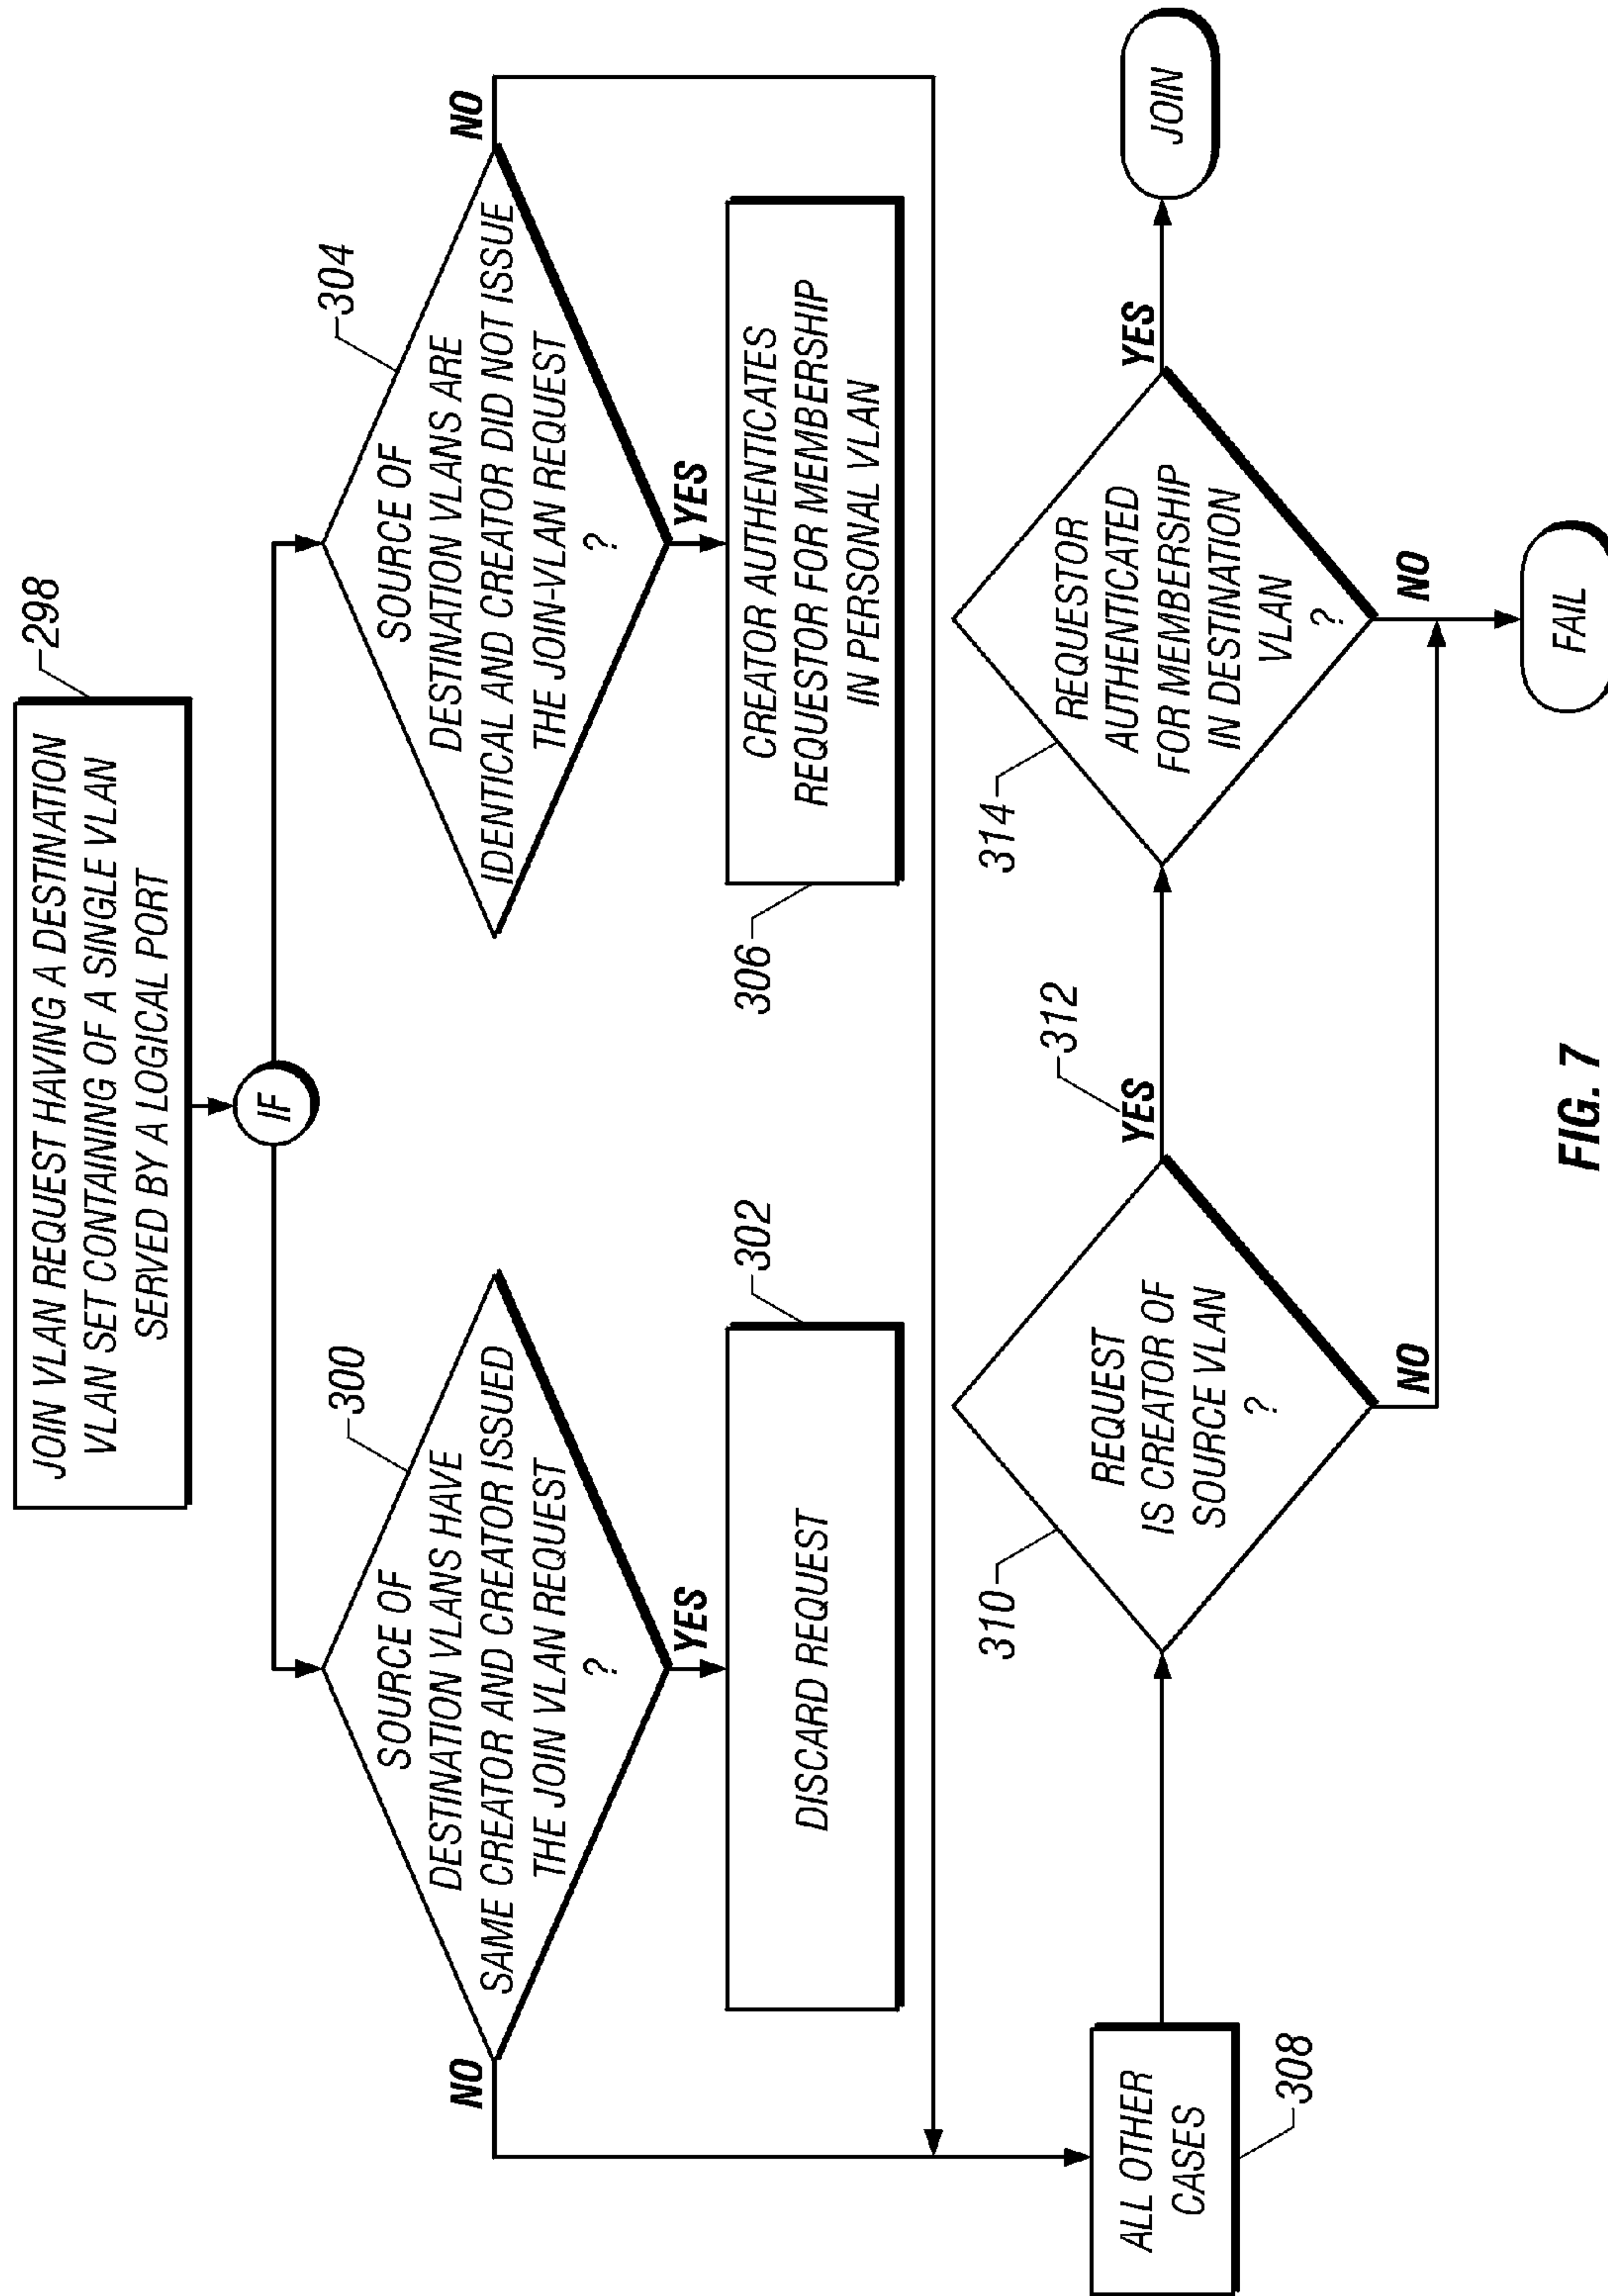 JOIN VLAN REQUEST HAVING A DESTINATION
VLAN SET CONTAINING OF A SINGLE VLAN
SERVED BY A LOGICAL PORT
298
IF
SOURCE OF
DESTINATION VLANS HAVE
SAME CREATOR AND CREATOR ISSUED
THE JOIN VLAN REQUEST
?
300
NO
YES
DISCARD REQUEST
302
SOURCE OF
DESTINATION VLANS ARE
IDENTICAL AND CREATOR DID NOT ISSUE
THE JOIN-VLAN REQUEST
?
304
NO
YES
CREATOR AUTHENTICATES
REQUESTOR FOR MEMBERSHIP
IN PERSONAL VLAN
306
ALL OTHER
CASES
308
REQUEST
IS CREATOR OF
SOURCE VLAN
?
310
YES
312
NO
REQUESTOR
AUTHENTICATED
FOR MEMBERSHIP
IN DESTINATION
VLAN
?
314
YES
NO
JOIN
FAIL
FIG. 7